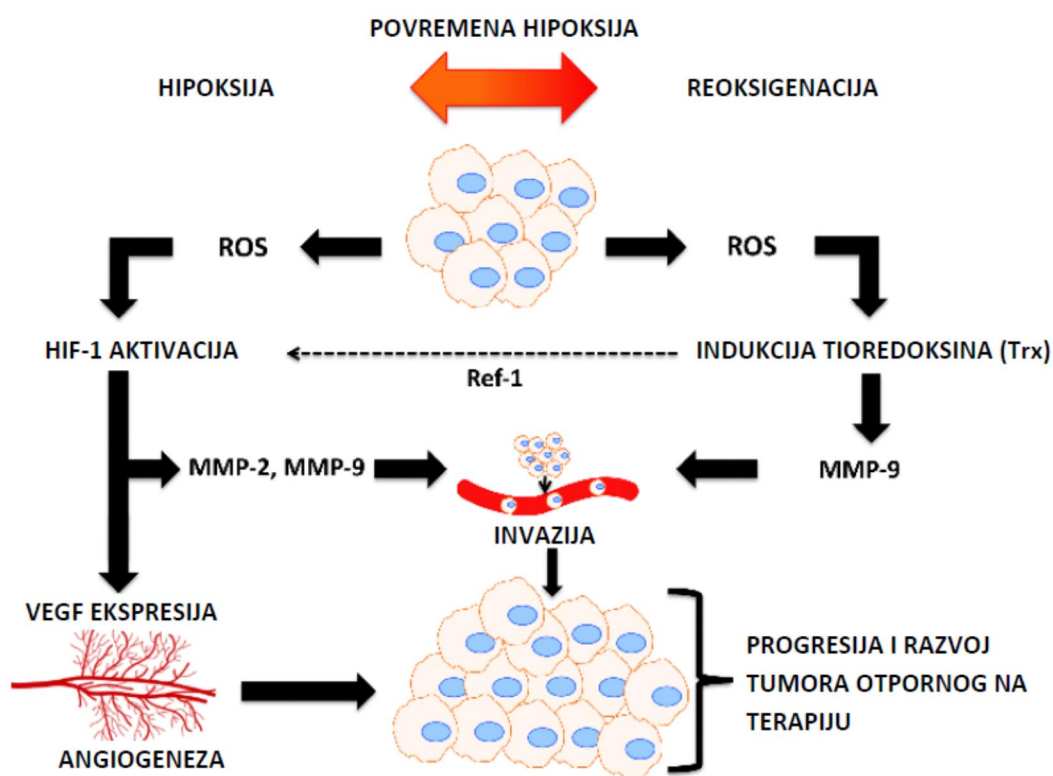 POVREMENA HIPOKSIJA
HIPOKSIJA
REOKSIGENACIJA
ROS
ROS
HIF-1 AKTIVACIJA
Ref-1
INDUKCIJA TIOREDOKSINA (Trx)
MMP-2, MMP-9
MMP-9
INVAZIJA
VEGF EKSPRESIJA
ANGIOGENEZA
PROGRESIJA I RAZVOJ
TUMORA OTPORNOG NA
TERAPIJU